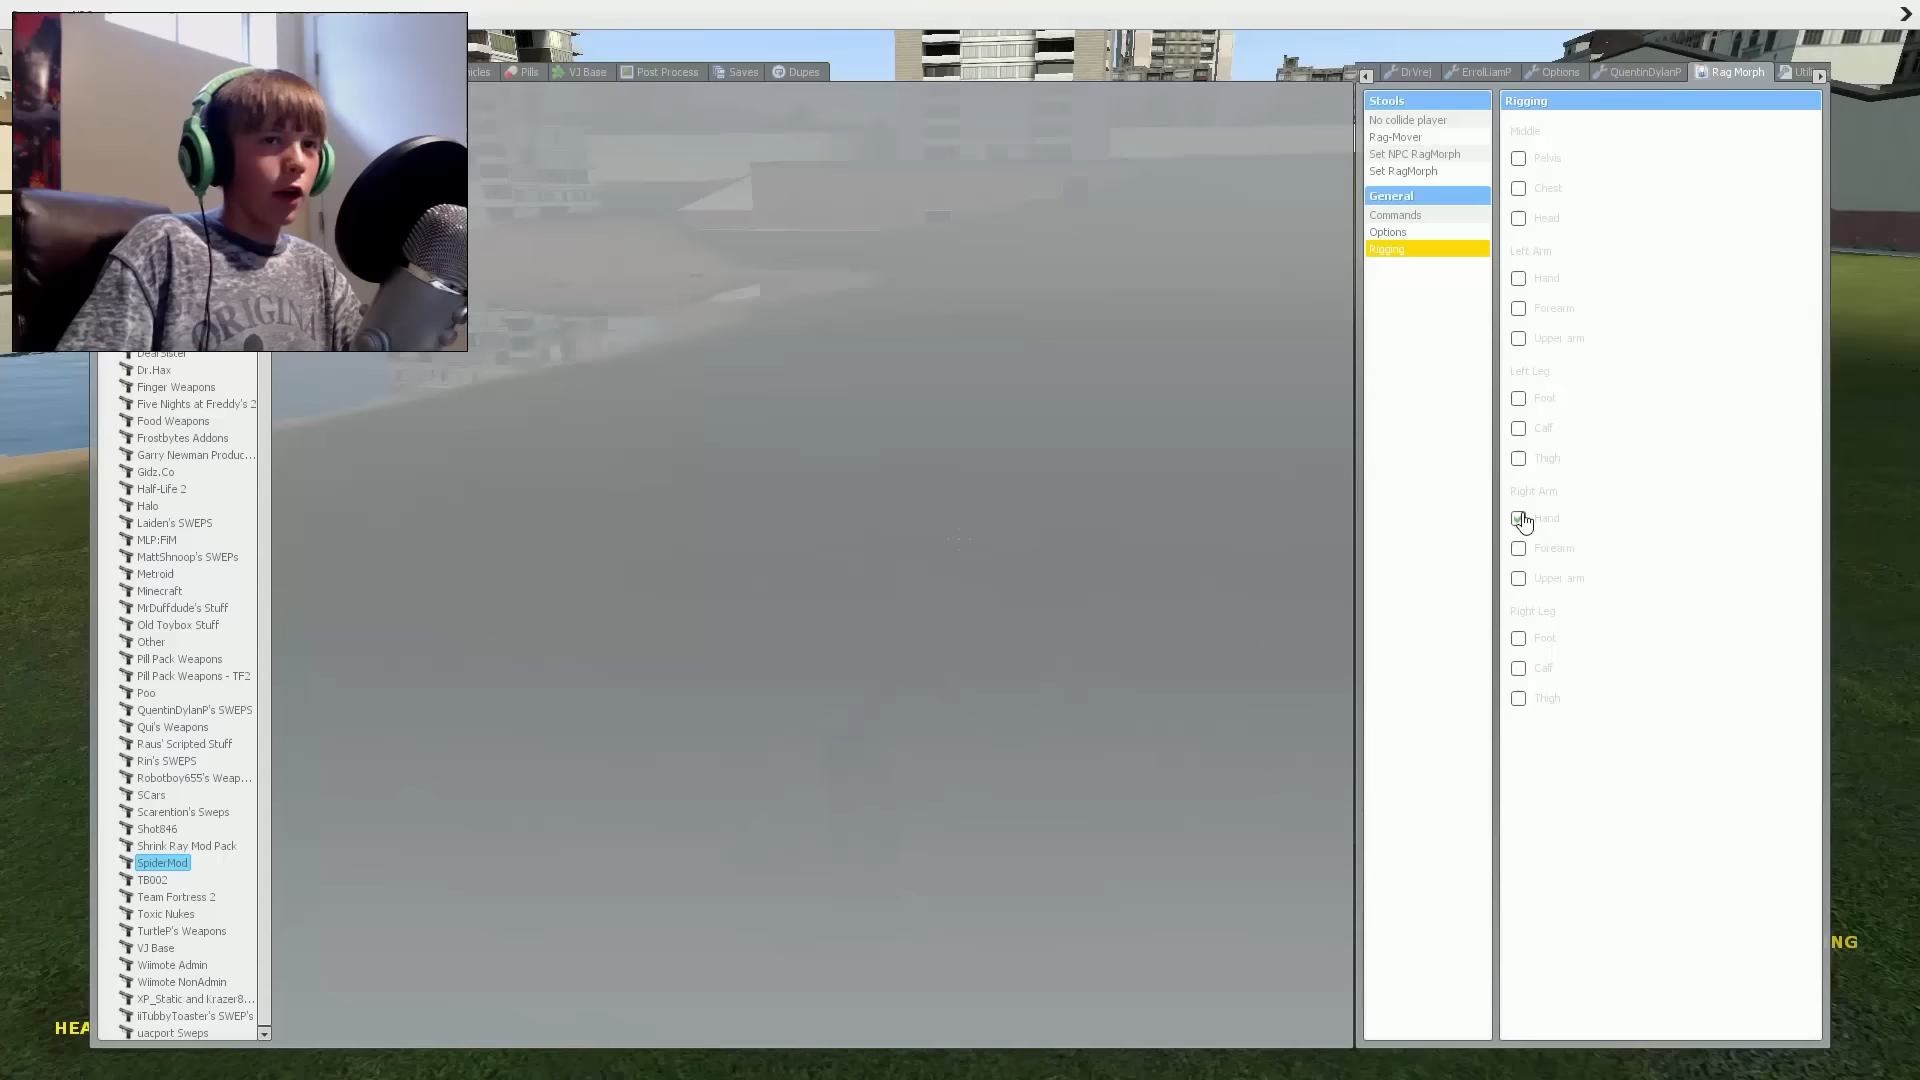 hicles Pills VJ Base Post Process Saves Dupes
DrVrej ErrolLiamP Options QuentinDylanP Rag Morph Utili
ORIGINA
DearSister
Dr.Hax
Finger Weapons
Five Nights at Freddy's 2
Food Weapons
Frostbytes Addons
Garry Newman Produc...
Gidz.Co
Half-Life 2
Halo
Laiden's SWEPS
MLP:FiM
MattShnoop's SWEPs
Metroid
Minecraft
MrDuffdude's Stuff
Old Toybox Stuff
Other
Pill Pack Weapons
Pill Pack Weapons - TF2
Poo
QuentinDylanP's SWEPS
Qui's Weapons
Raus' Scripted Stuff
Rin's SWEPS
Robotboy655's Weap...
SCars
Scarention's Sweps
Shot846
Shrink Ray Mod Pack
SpiderMod
TB002
Team Fortress 2
Toxic Nukes
TurtleP's Weapons
VJ Base
Wiimote Admin
Wiimote NonAdmin
XP_Static and Krazer8...
iiTubbyToaster's SWEP's
uacport Sweps
HEA
Stools
No collide player
Rag-Mover
Set NPC RagMorph
Set RagMorph
General
Commands
Options
Rigging
Rigging
Middle
Pelvis
Chest
Head
Left Arm
Hand
Forearm
Upper arm
Left Leg
Foot
Calf
Thigh
Right Arm
Hand
Forearm
Upper arm
Right Leg
Foot
Calf
Thigh
NG